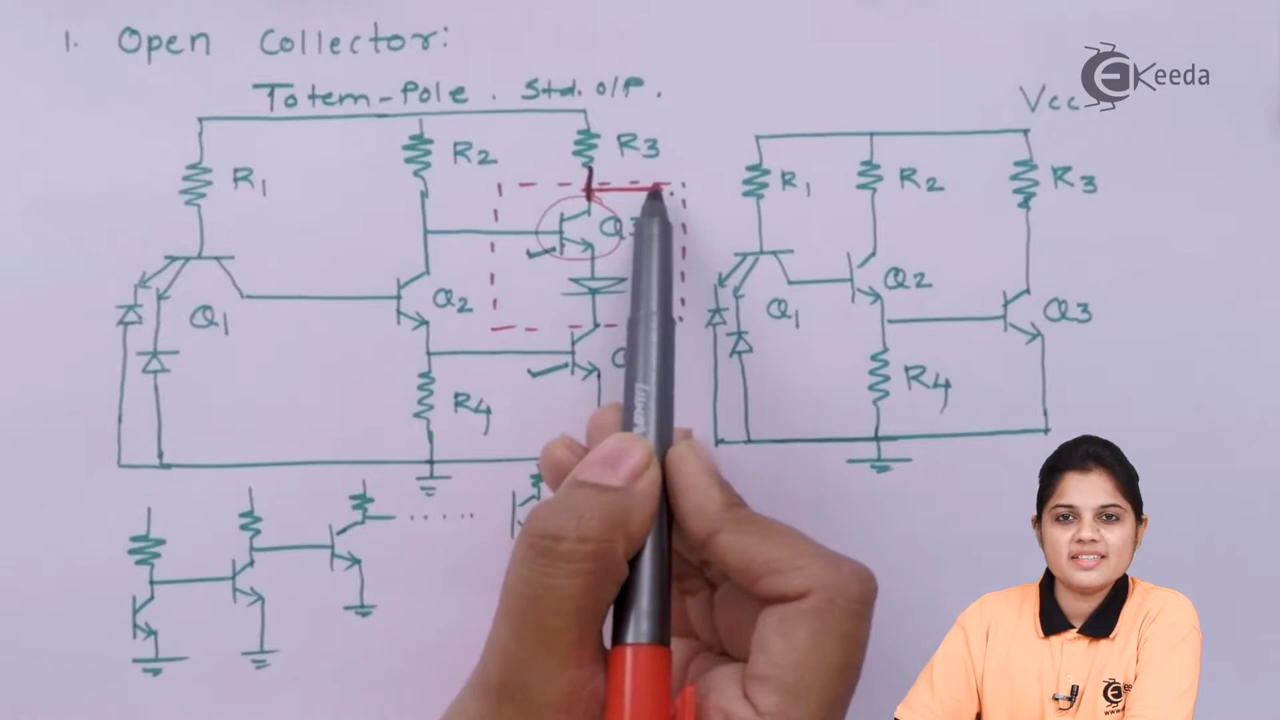 1. Open Collector:
Totem-Pole. Std. O/P.
Keeda
Vcc
R1
R2
R3
R1
R2
R3
Q1
Q2
Q1
Q2
Q3
R4
R4